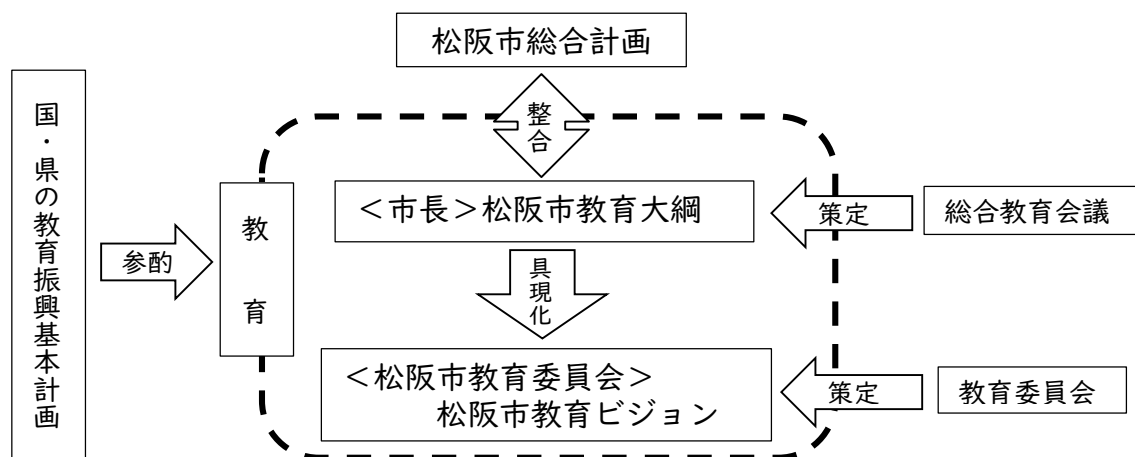 松阪市総合計画
国・県の教育振興基本計画
整合
<市長>松阪市教育大綱
策定
総合教育会議
参酌
教育
具現化
<松阪市教育委員会>
松阪市教育ビジョン
策定
教育委員会